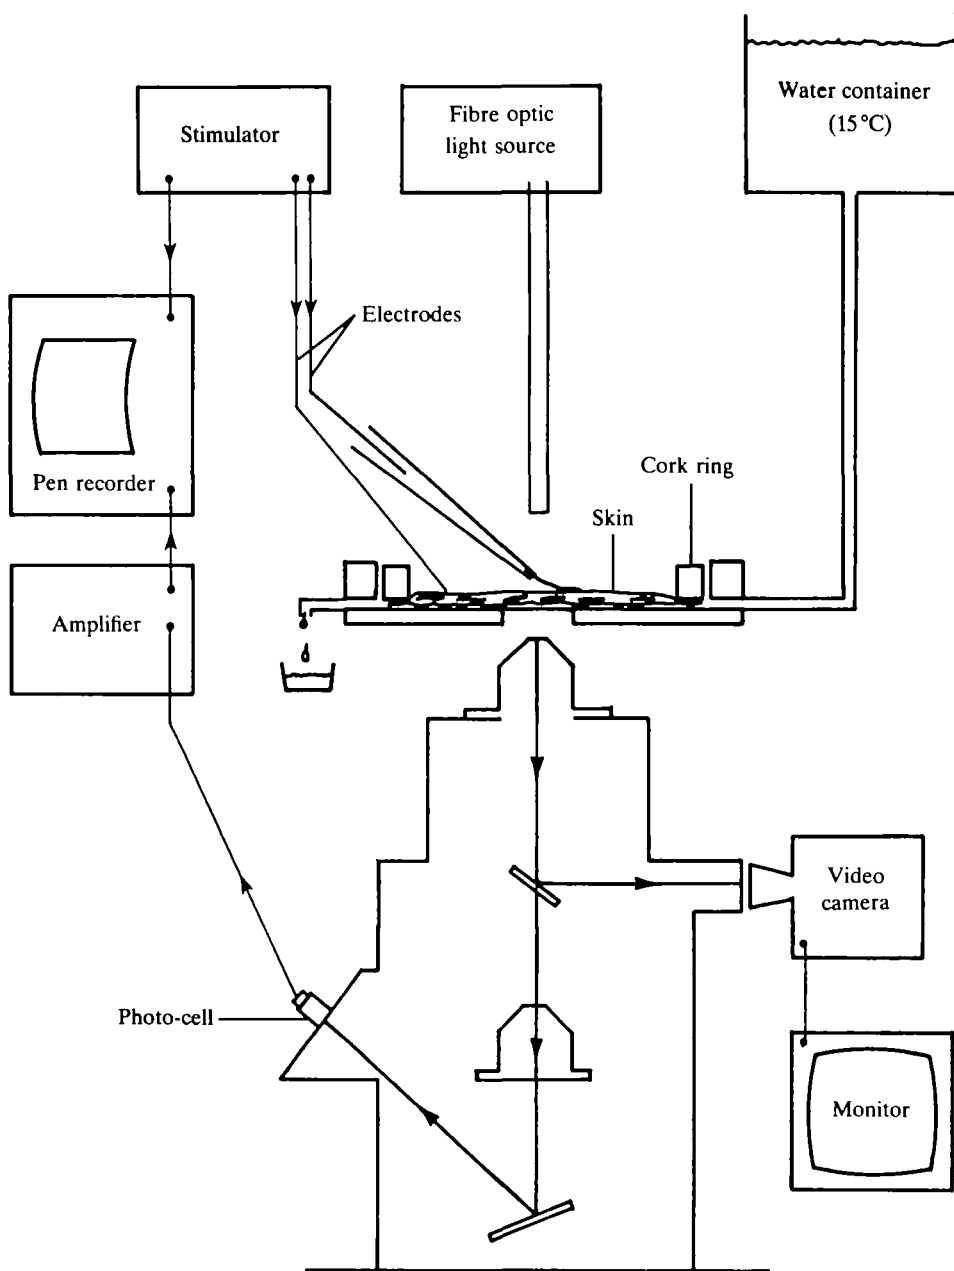 Stimulator
Fibre optic
light source
Water container
(15°C)
Electrodes
Pen recorder
Cork ring
Skin
Amplifier
Video
camera
Photo-cell
Monitor